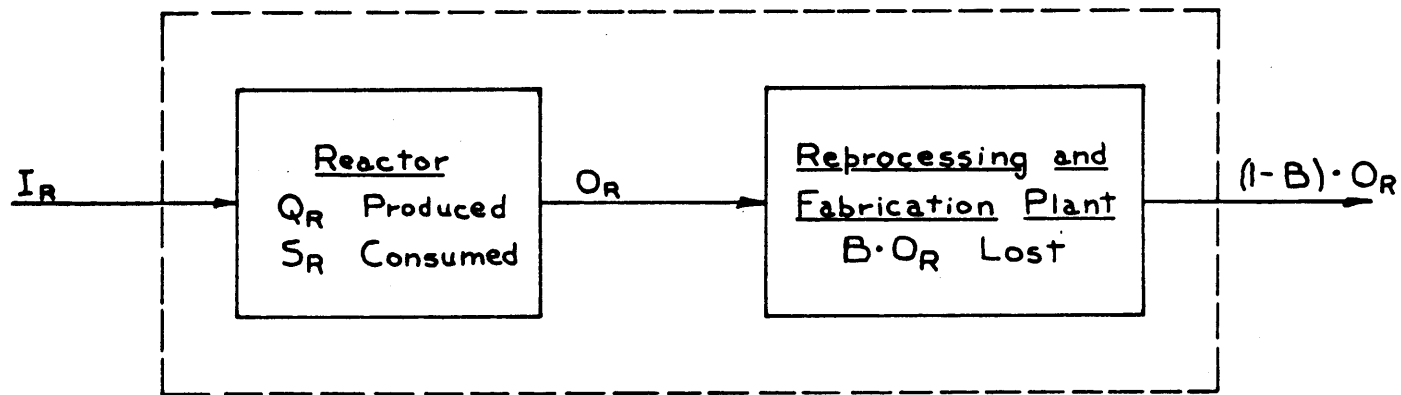 I_R
Reactor
Q_R Produced
S_R Consumed
O_R
Reprocessing and
Fabrication Plant
B·O_R Lost
(1-B)·O_R